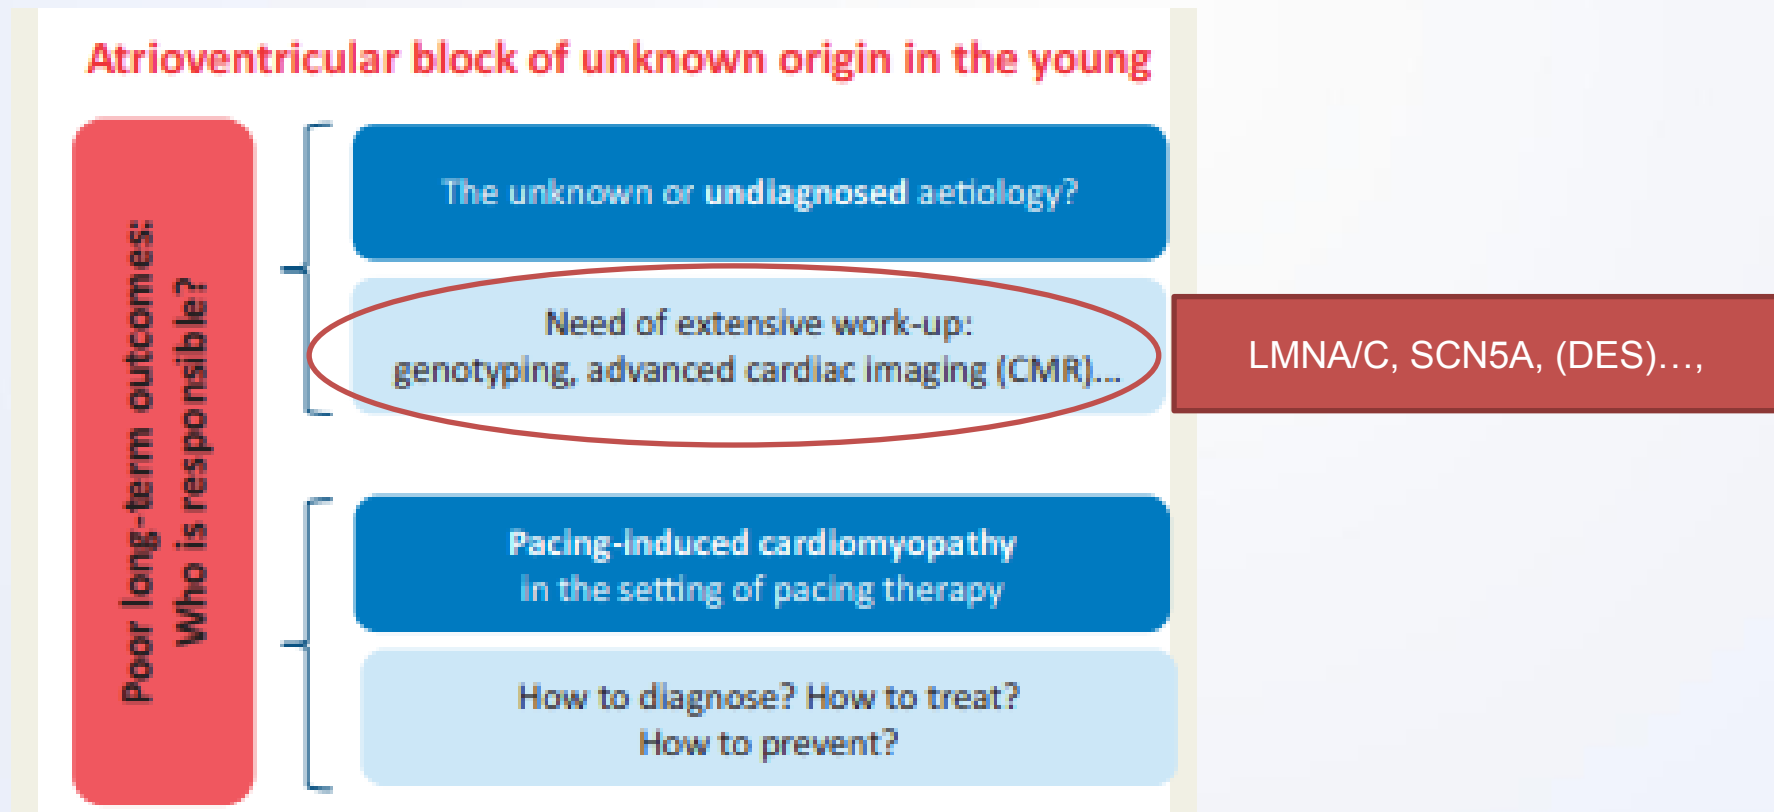 Atrioventricular block of unknown origin in the young
Poor long-term outcomes:
Who is responsible?
The unknown or undiagnosed aetiology?
Need of extensive work-up:
genotyping, advanced cardiac imaging (CMR)...
LMNA/C, SCN5A, (DES)…,
Pacing-induced cardiomyopathy
in the setting of pacing therapy
How to diagnose? How to treat?
How to prevent?